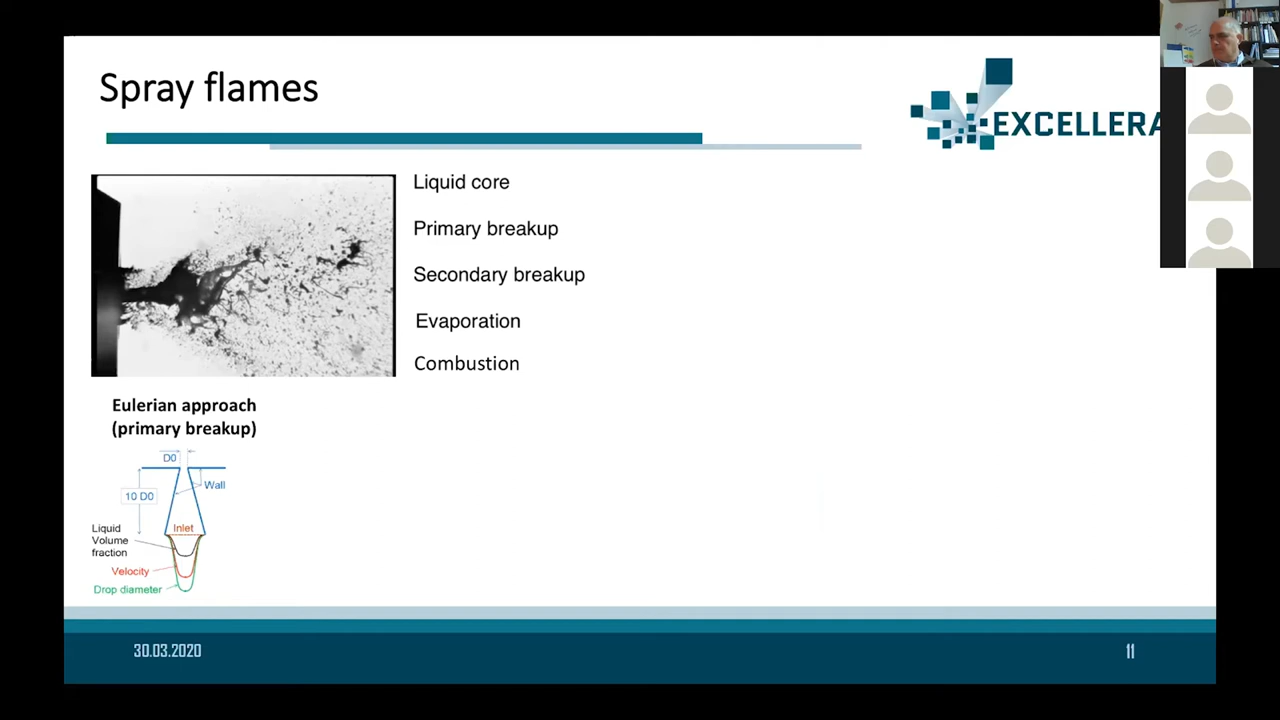 Spray flames
EXCELLERA
Liquid core
Primary breakup
Secondary breakup
Evaporation
Combustion
Eulerian approach
(primary breakup)
D0
Wall
10 D0
Inlet
Liquid
Volume
fraction
Velocity
Drop diameter
30.03.2020
11